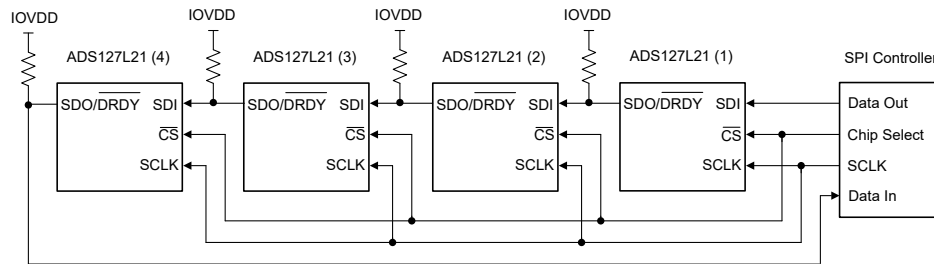 IOVDD IOVDD IOVDD IOVDD
ADS127L21 (4) ADS127L21 (3) ADS127L21 (2) ADS127L21 (1) SPI Controller
SDO/DRDY SDI SDO/DRDY SDI SDO/DRDY SDI SDO/DRDY SDI Data Out
CS CS CS CS Chip Select
SCLK SCLK SCLK SCLK SCLK
Data In